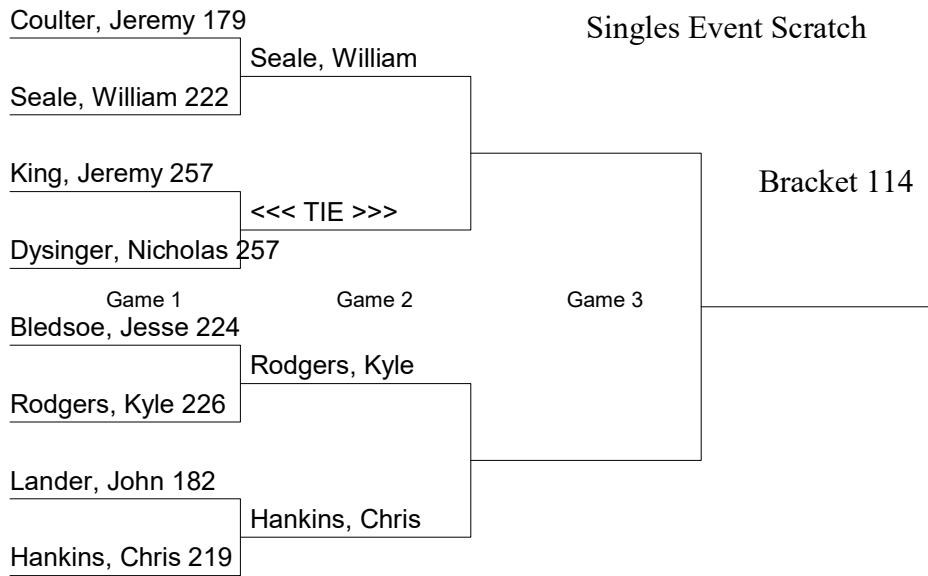 Coulter, Jeremy 179
Singles Event Scratch
Seale, William
Seale, William 222
King, Jeremy 257
Bracket 114
<<< TIE >>>
Dysinger, Nicholas 257
Game 1 Game 2 Game 3
Bledsoe, Jesse 224
Rodgers, Kyle
Rodgers, Kyle 226
Lander, John 182
Hankins, Chris
Hankins, Chris 219